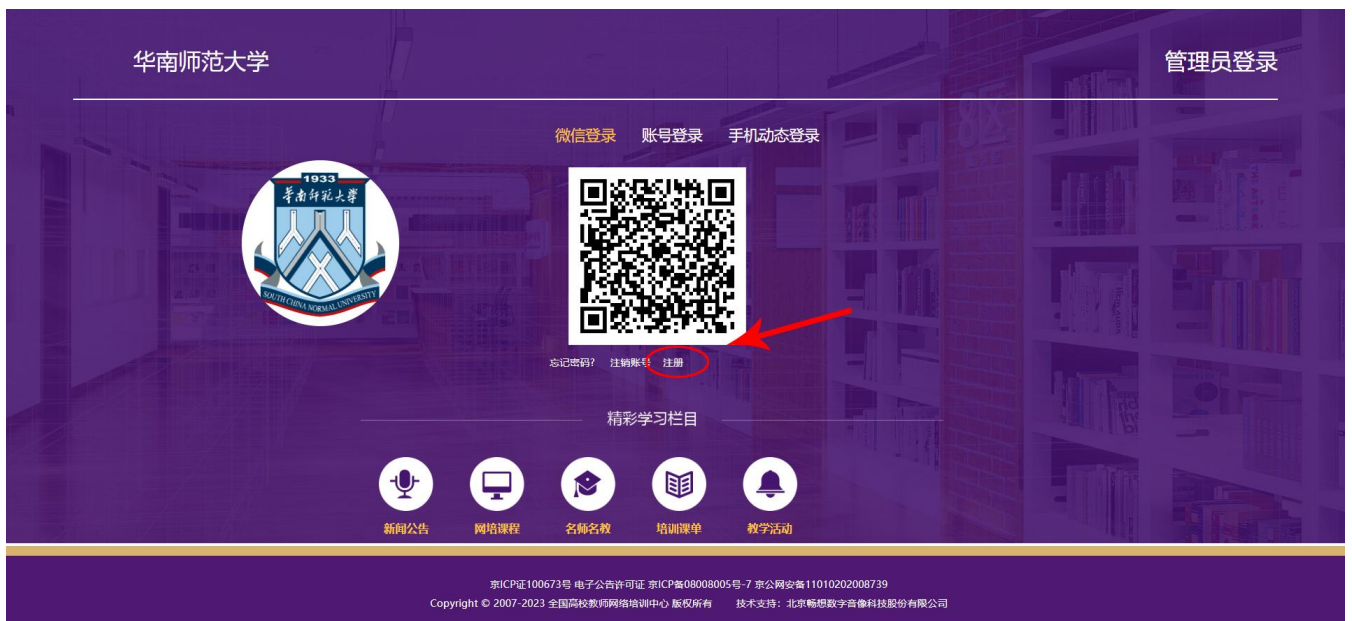 华南师范大学
管理员登录
8区
微信登录 账号登录 手机动态登录
1933
华南师范大学
SOUTH CHINA NORMAL UNIVERSITY
忘记密码? 注销账号 注册
精彩学习栏目
新闻公告 网培课程 名师名教 培训课单 教学活动
京ICP证100673号 电子公告许可证 京ICP备08008005号-7 京公网安备11010202008739
Copyright © 2007-2023 全国高校教师网络培训中心 版权所有 技术支持：北京畅想数字音像科技股份有限公司